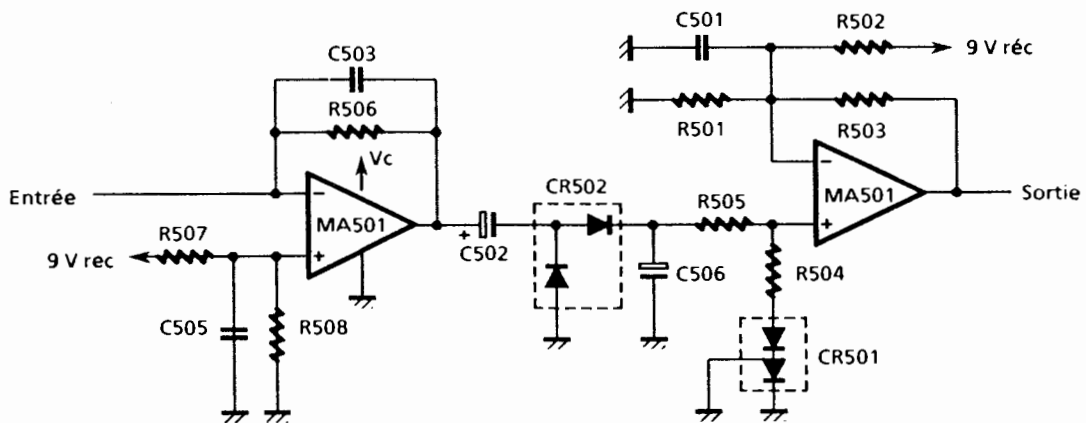 C501
R502
9 V réc
C503
R506
R501
R503
Vc
Entrée
−
MA501
+
CR502
−
MA501
+
Sortie
R505
R507
9 V rec
+
C502
C506
R504
C505
R508
CR501